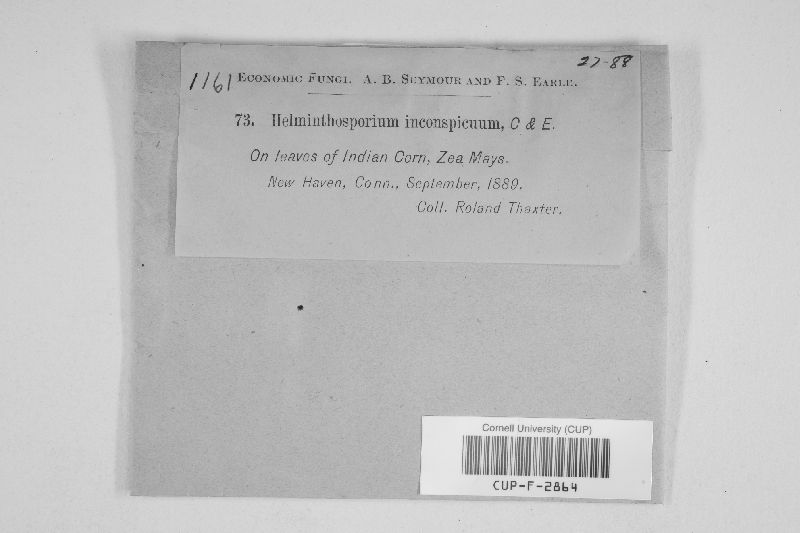 27-88
1161 Economic Fungi. A. B. Seymour and F. S. Earle.
73. Helminthosporium inconspicuum, C & E.
On leaves of Indian Corn, Zea Mays.
New Haven, Conn., September, 1889.
Coll. Roland Thaxter.
Cornell University (CUP)
CUP-F-2864